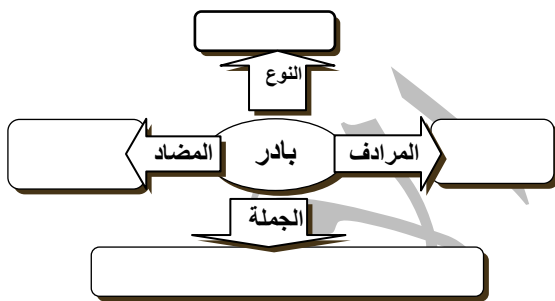 النوع
المرادف
بادر
المضاد
الجملة